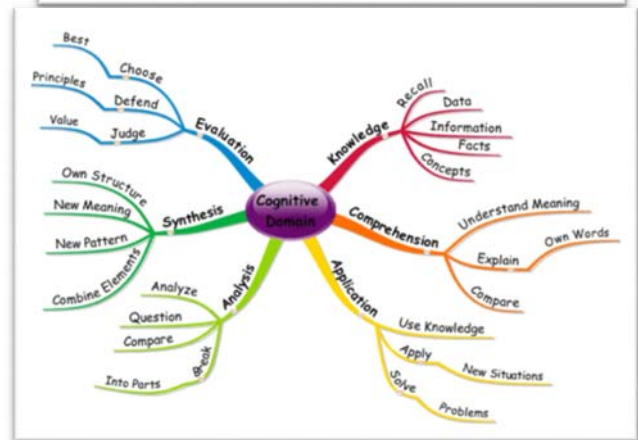 Cognitive
Domain
Knowledge
Recall
Data
Information
Facts
Concepts
Comprehension
Understand Meaning
Explain
Own Words
Compare
Application
Use Knowledge
Apply
New Situations
Solve
Problems
Analysis
Analyze
Question
Compare
Break
Into Parts
Synthesis
Own Structure
New Meaning
New Pattern
Combine Elements
Evaluation
Choose
Best
Defend
Principles
Judge
Value